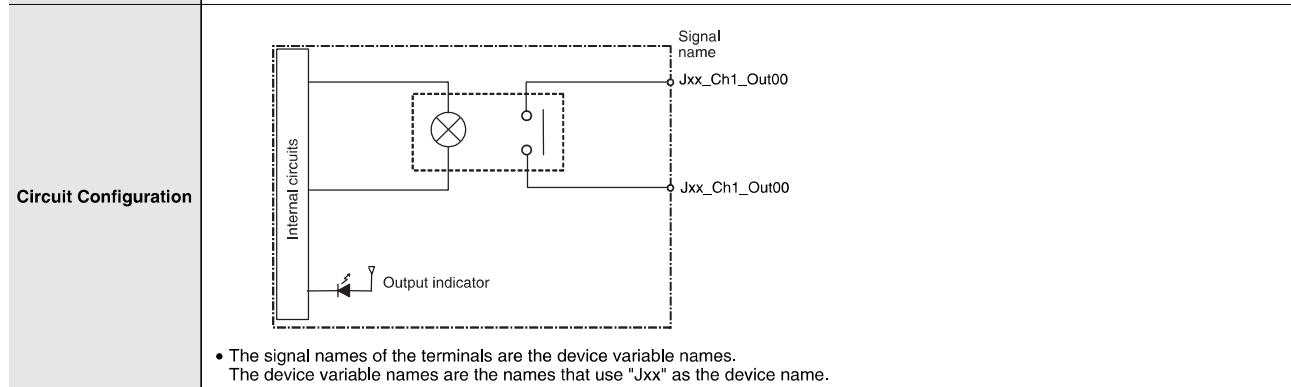 Circuit Configuration
Signal
name
Jxx_Ch1_Out00
Internal circuits
Jxx_Ch1_Out00
Output indicator
• The signal names of the terminals are the device variable names.
The device variable names are the names that use "Jxx" as the device name.